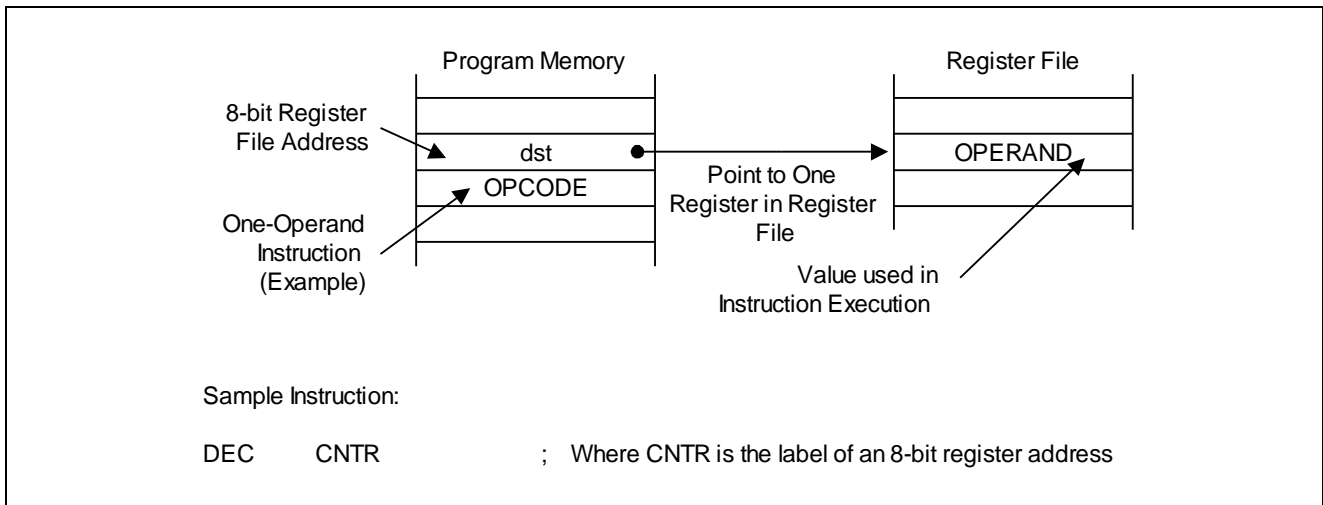 Program Memory
Register File
8-bit Register
File Address
dst
OPERAND
OPCODE
Point to One
Register in Register
File
One-Operand
Instruction
(Example)
Value used in
Instruction Execution
Sample Instruction:
DEC CNTR ; Where CNTR is the label of an 8-bit register address